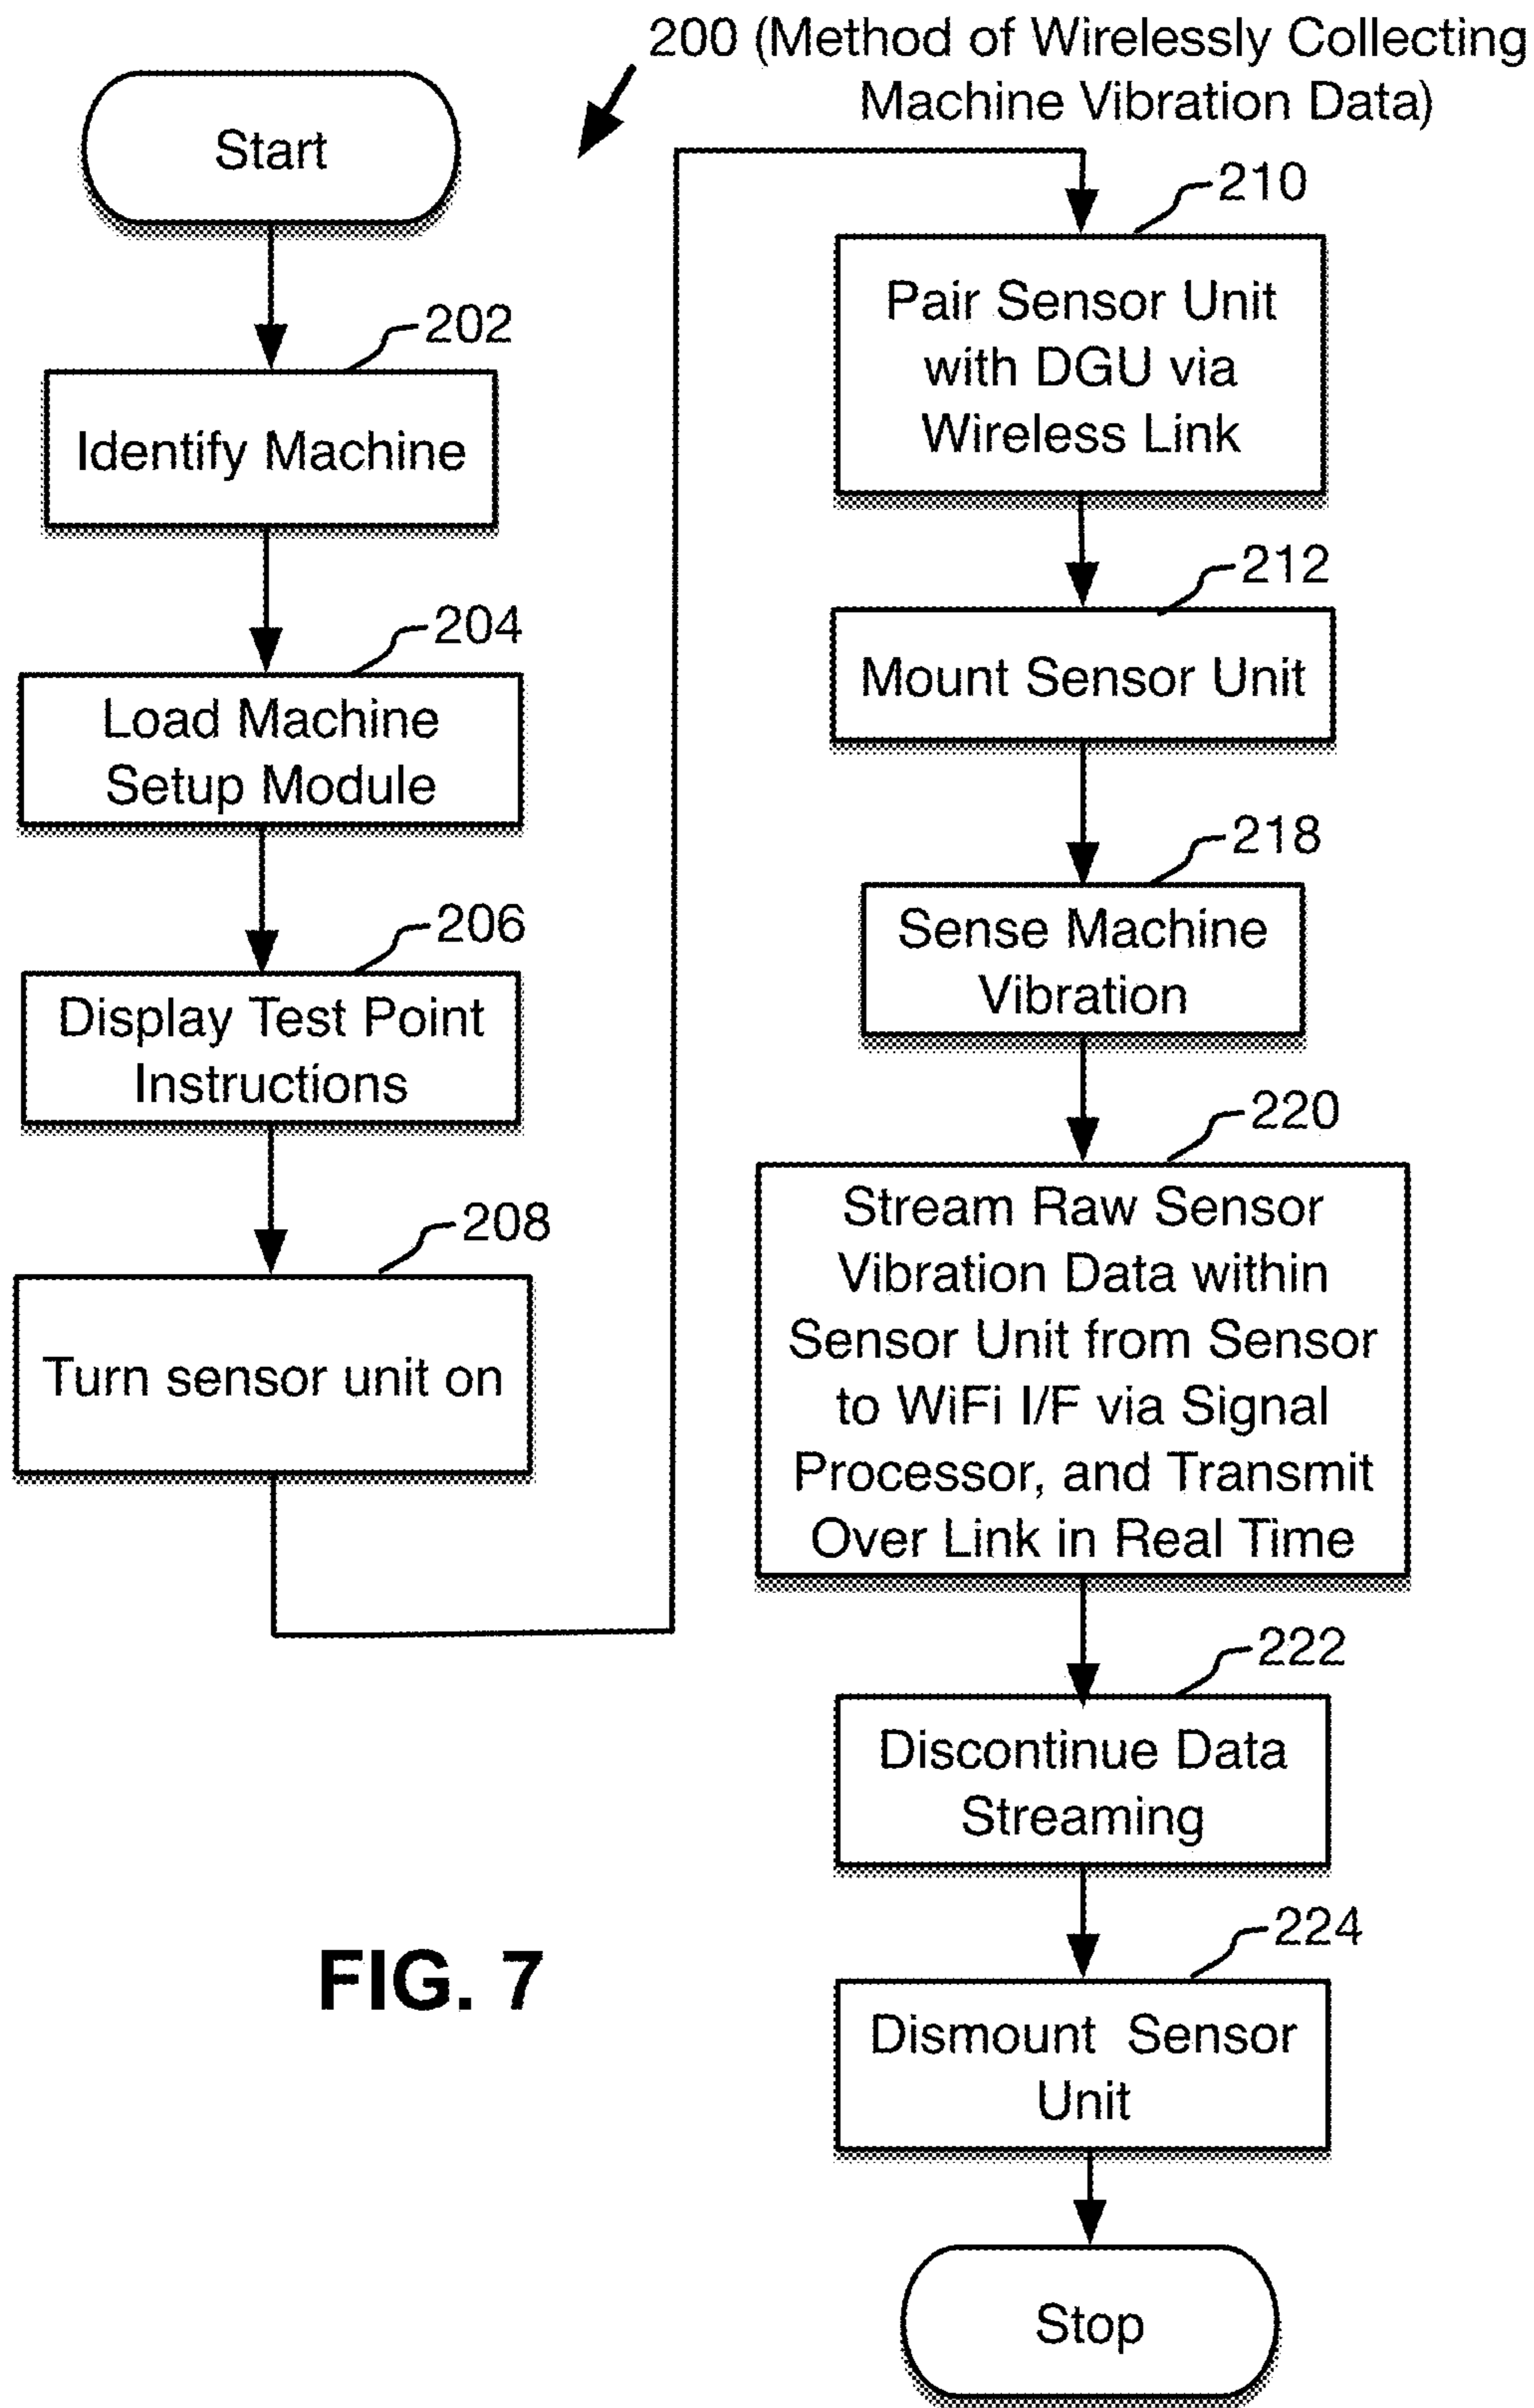 200 (Method of Wirelessly Collecting
Machine Vibration Data)
Start
202
Identify Machine
204
Load Machine
Setup Module
206
Display Test Point
Instructions
208
Turn sensor unit on
210
Pair Sensor Unit
with DGU via
Wireless Link
212
Mount Sensor Unit
218
Sense Machine
Vibration
220
Stream Raw Sensor
Vibration Data within
Sensor Unit from Sensor
to WiFi I/F via Signal
Processor, and Transmit
Over Link in Real Time
222
Discontinue Data
Streaming
224
Dismount Sensor
Unit
Stop
FIG. 7